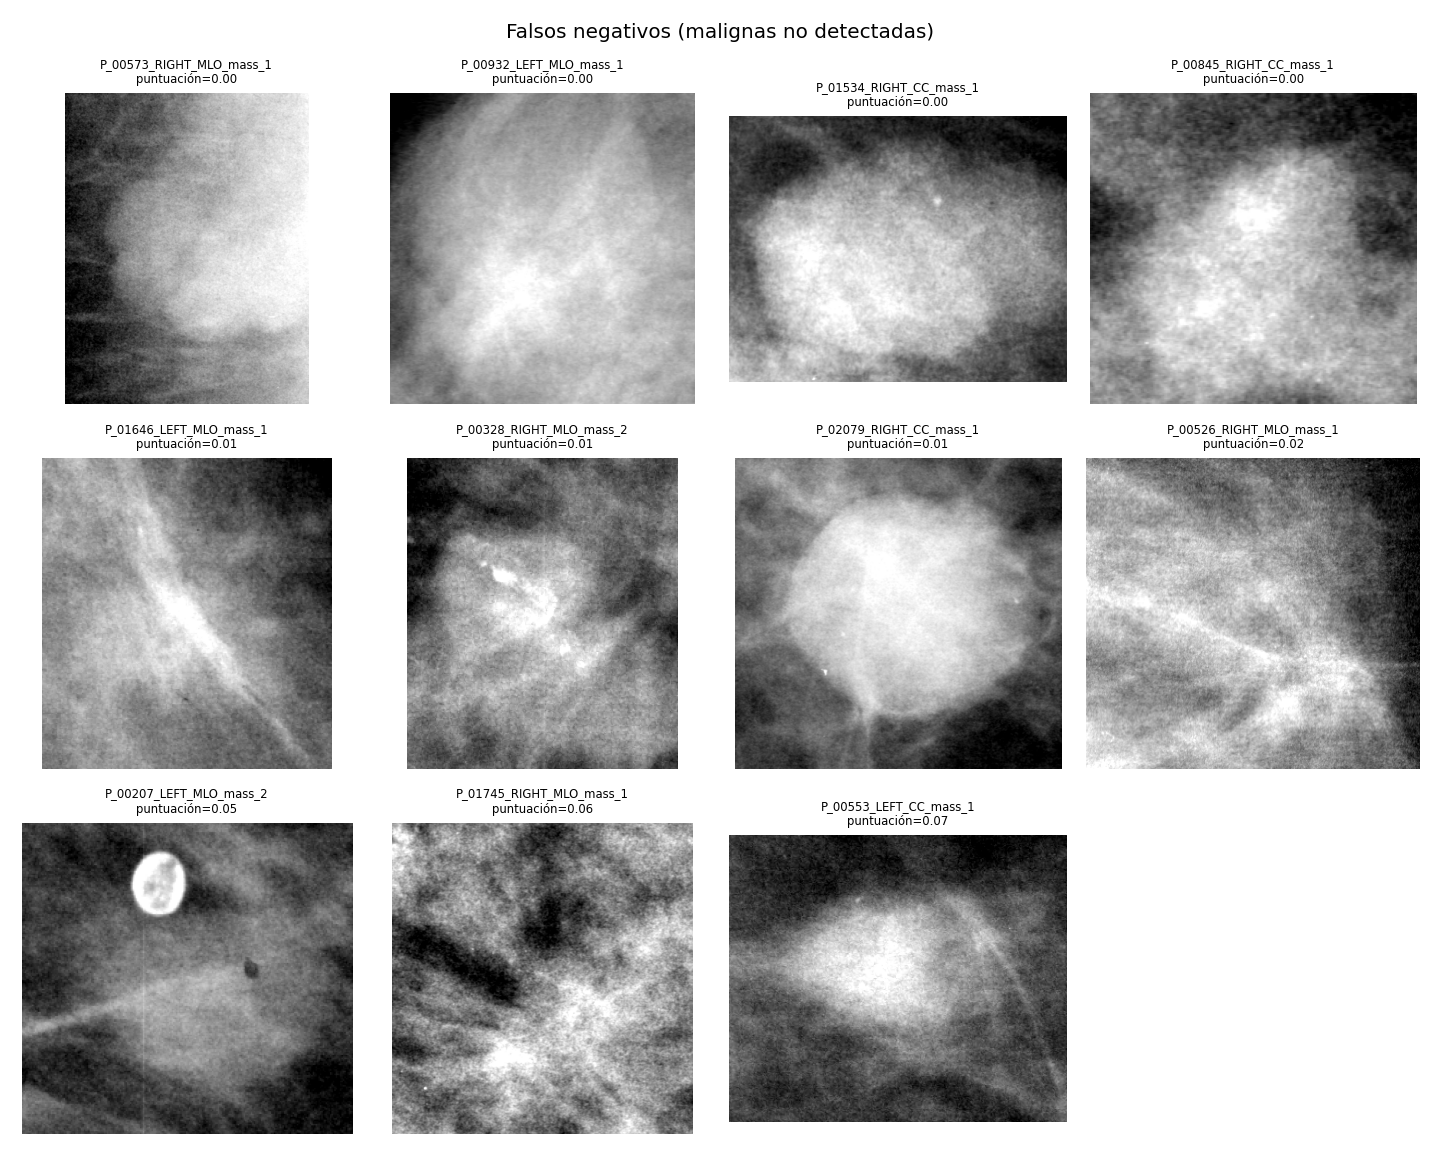 Falsos negativos (malignas no detectadas)
P_00573_RIGHT_MLO_mass_1
puntuación=0.00
P_00932_LEFT_MLO_mass_1
puntuación=0.00
P_01534_RIGHT_CC_mass_1
puntuación=0.00
P_00845_RIGHT_CC_mass_1
puntuación=0.00
P_01646_LEFT_MLO_mass_1
puntuación=0.01
P_00328_RIGHT_MLO_mass_2
puntuación=0.01
P_02079_RIGHT_CC_mass_1
puntuación=0.01
P_00526_RIGHT_MLO_mass_1
puntuación=0.02
P_00207_LEFT_MLO_mass_2
puntuación=0.05
P_01745_RIGHT_MLO_mass_1
puntuación=0.06
P_00553_LEFT_CC_mass_1
puntuación=0.07